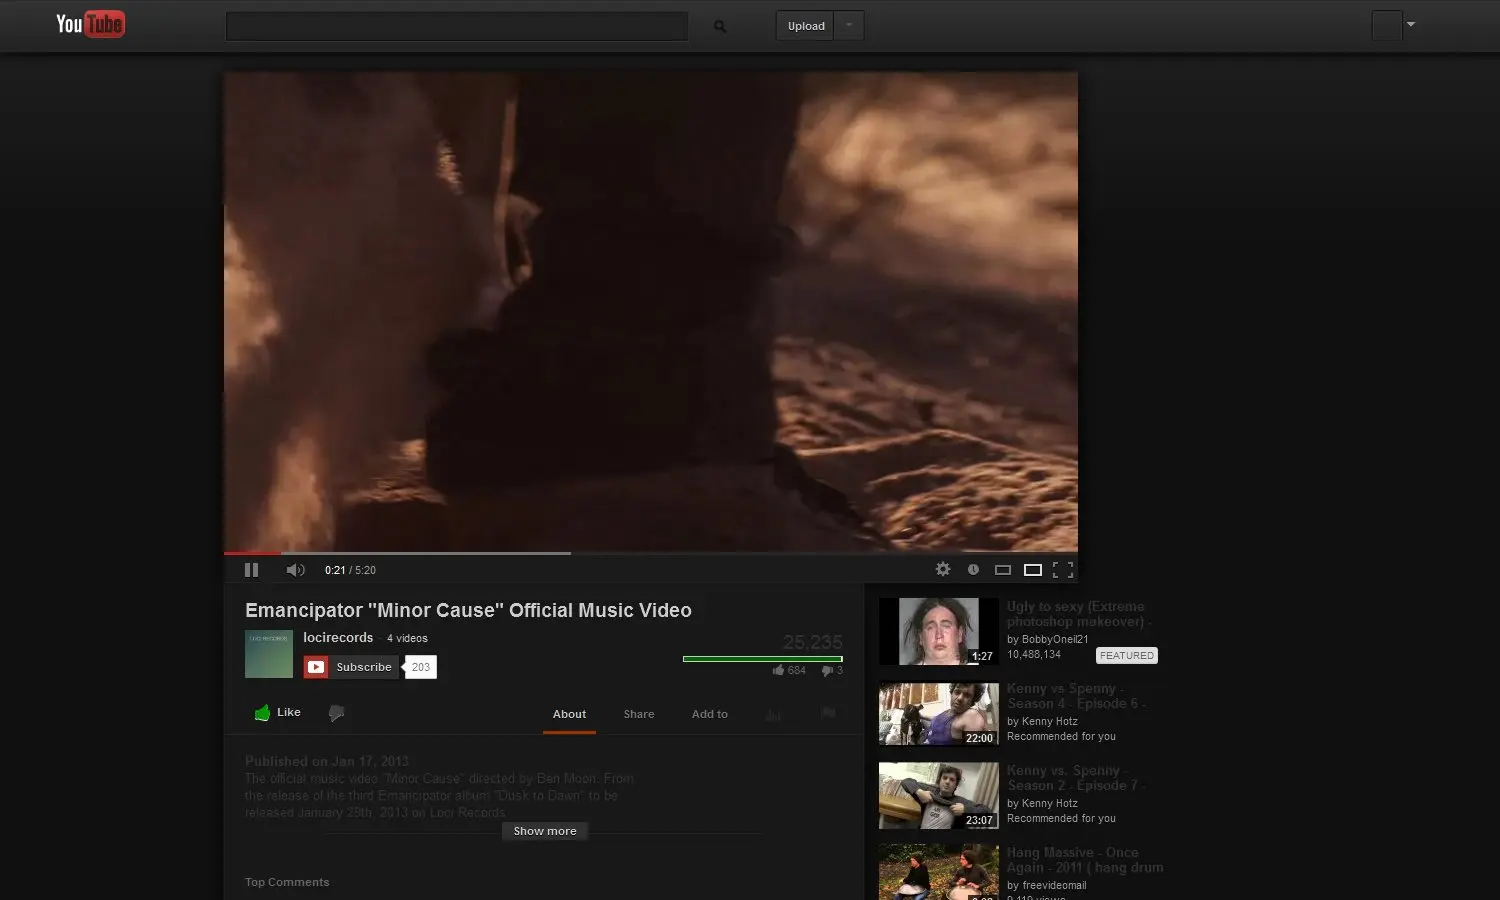 YouTube
Upload
0:21 / 5:20
Emancipator "Minor Cause" Official Music Video
LOCI RECORDS
locirecords - 4 videos
Subscribe 203
25,235
684 3
Like
About Share Add to
Published on Jan 17, 2013
The official music video "Minor Cause" directed by Ben Moon. From
the release of the third Emancipator album "Dusk to Dawn" to be
released January 29th, 2013 on Loci Records
Show more
Top Comments
1:27
Ugly to sexy (Extreme
photoshop makeover) -
by BobbyOneil21
10,488,134 FEATURED
22:00
Kenny vs Spenny -
Season 4 - Episode 6 -
by Kenny Hotz
Recommended for you
23:07
Kenny vs. Spenny -
Season 2 - Episode 7 -
by Kenny Hotz
Recommended for you
Hang Massive - Once
Again - 2011 ( hang drum
by freevideomail